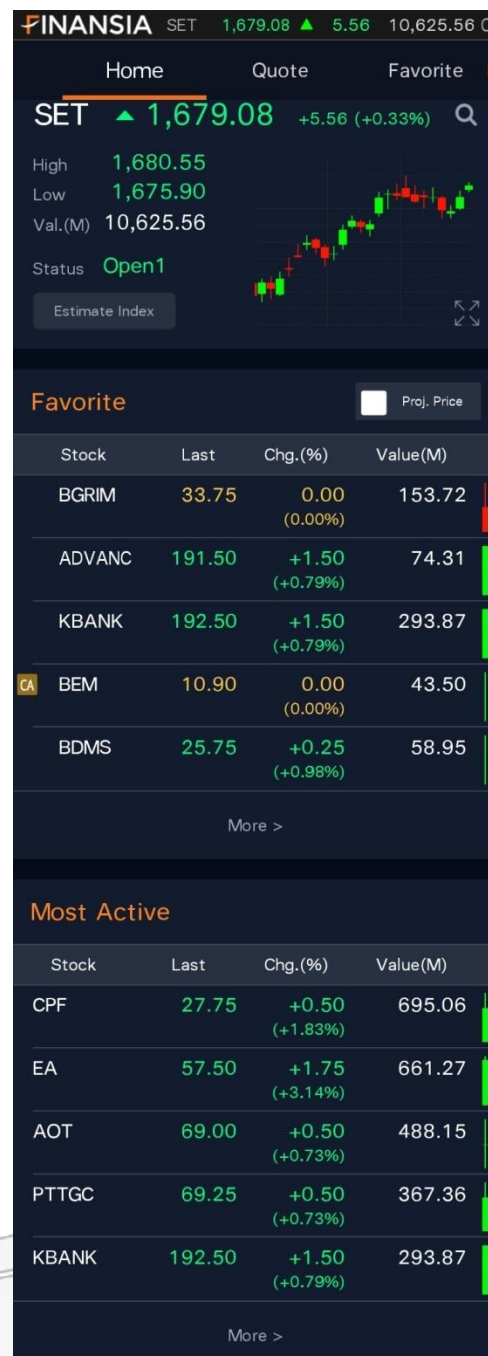 FINANSIA SET 1,679.08 ▲ 5.56 10,625.56
Home Quote Favorite
SET ▲ 1,679.08 +5.56 (+0.33%)
High 1,680.55
Low 1,675.90
Val.(M) 10,625.56
Status Open1
Estimate Index
Favorite Proj. Price
Stock Last Chg.(%) Value(M)
BGRIM 33.75 0.00 153.72
(0.00%)
ADVANC 191.50 +1.50 74.31
(+0.79%)
KBANK 192.50 +1.50 293.87
(+0.79%)
CA BEM 10.90 0.00 43.50
(0.00%)
BDMS 25.75 +0.25 58.95
(+0.98%)
More >
Most Active
Stock Last Chg.(%) Value(M)
CPF 27.75 +0.50 695.06
(+1.83%)
EA 57.50 +1.75 661.27
(+3.14%)
AOT 69.00 +0.50 488.15
(+0.73%)
PTTGC 69.25 +0.50 367.36
(+0.73%)
KBANK 192.50 +1.50 293.87
(+0.79%)
More >